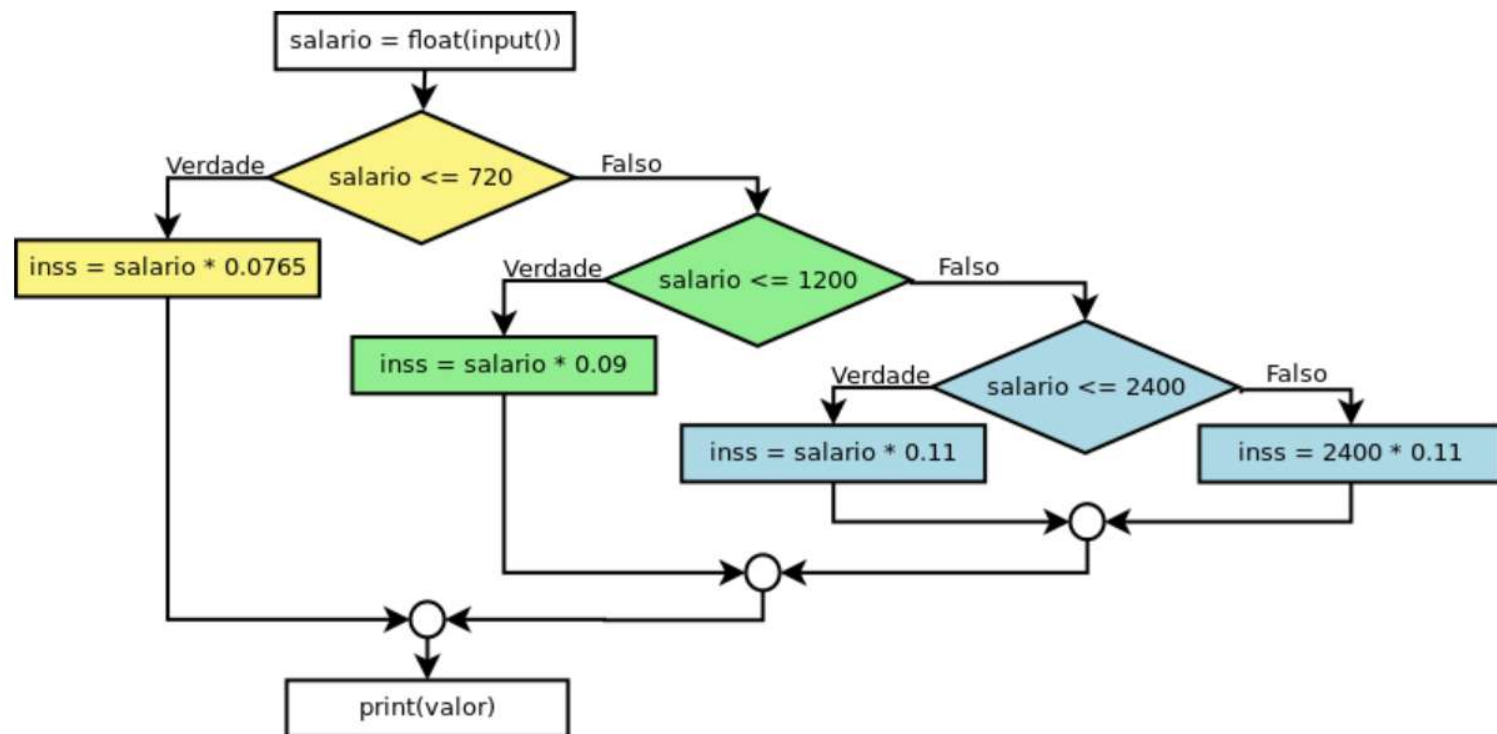 salario = float(input())
Verdade
salario <= 720
Falso
inss = salario * 0.0765
Verdade
salario <= 1200
Falso
inss = salario * 0.09
Verdade
salario <= 2400
Falso
inss = salario * 0.11
inss = 2400 * 0.11
print(valor)